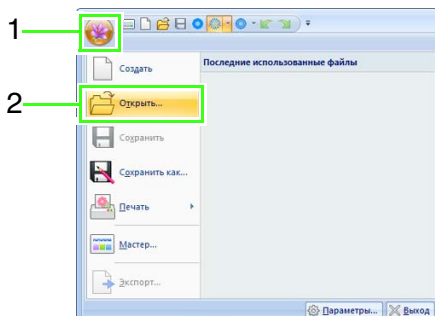 1
Создать
Последние использованные файлы
2
Открыть...
Сохранить
Сохранить как...
Печать
Мастер...
Экспорт...
Параметры...
Выход